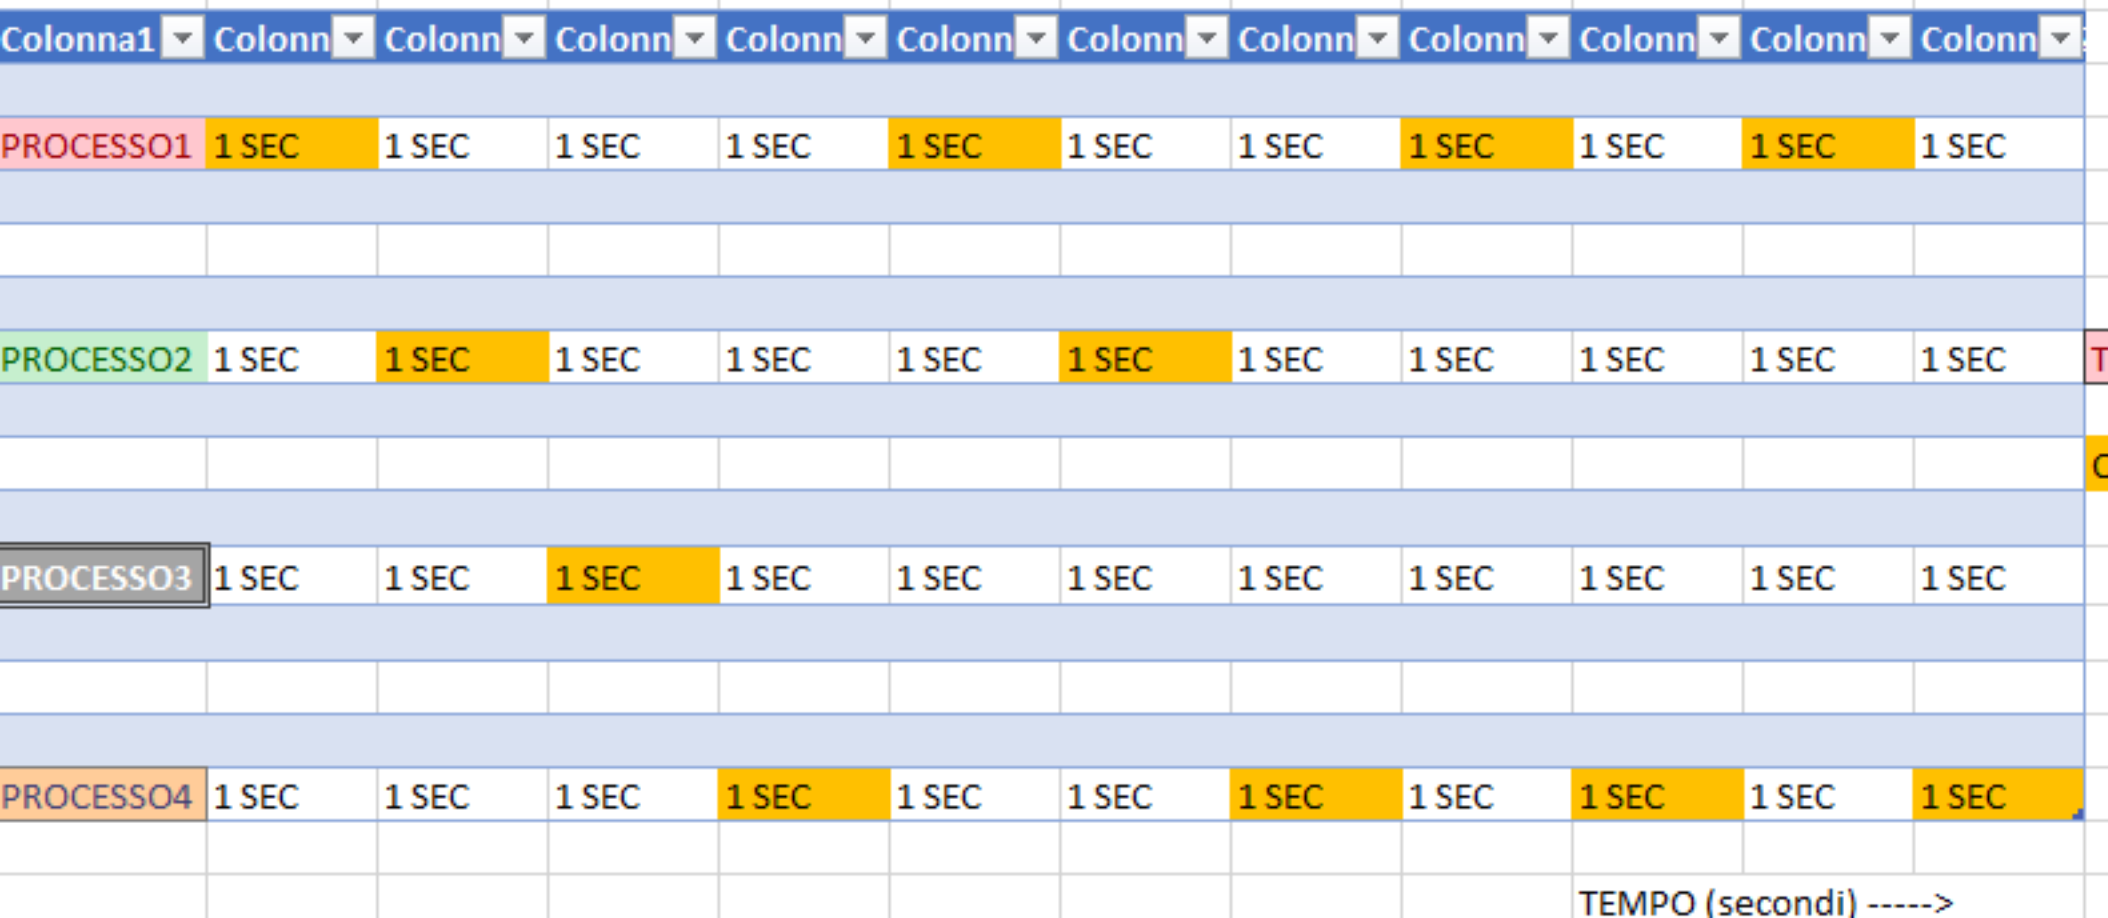 Colonna1 Colonn Colonn Colonn Colonn Colonn Colonn Colonn Colonn Colonn Colonn Colonn
PROCESSO1 1 SEC 1 SEC 1 SEC 1 SEC 1 SEC 1 SEC 1 SEC 1 SEC 1 SEC 1 SEC 1 SEC
PROCESSO2 1 SEC 1 SEC 1 SEC 1 SEC 1 SEC 1 SEC 1 SEC 1 SEC 1 SEC 1 SEC 1 SEC T
PROCESSO3 1 SEC 1 SEC 1 SEC 1 SEC 1 SEC 1 SEC 1 SEC 1 SEC 1 SEC 1 SEC 1 SEC
PROCESSO4 1 SEC 1 SEC 1 SEC 1 SEC 1 SEC 1 SEC 1 SEC 1 SEC 1 SEC 1 SEC 1 SEC
TEMPO (secondi) ----->